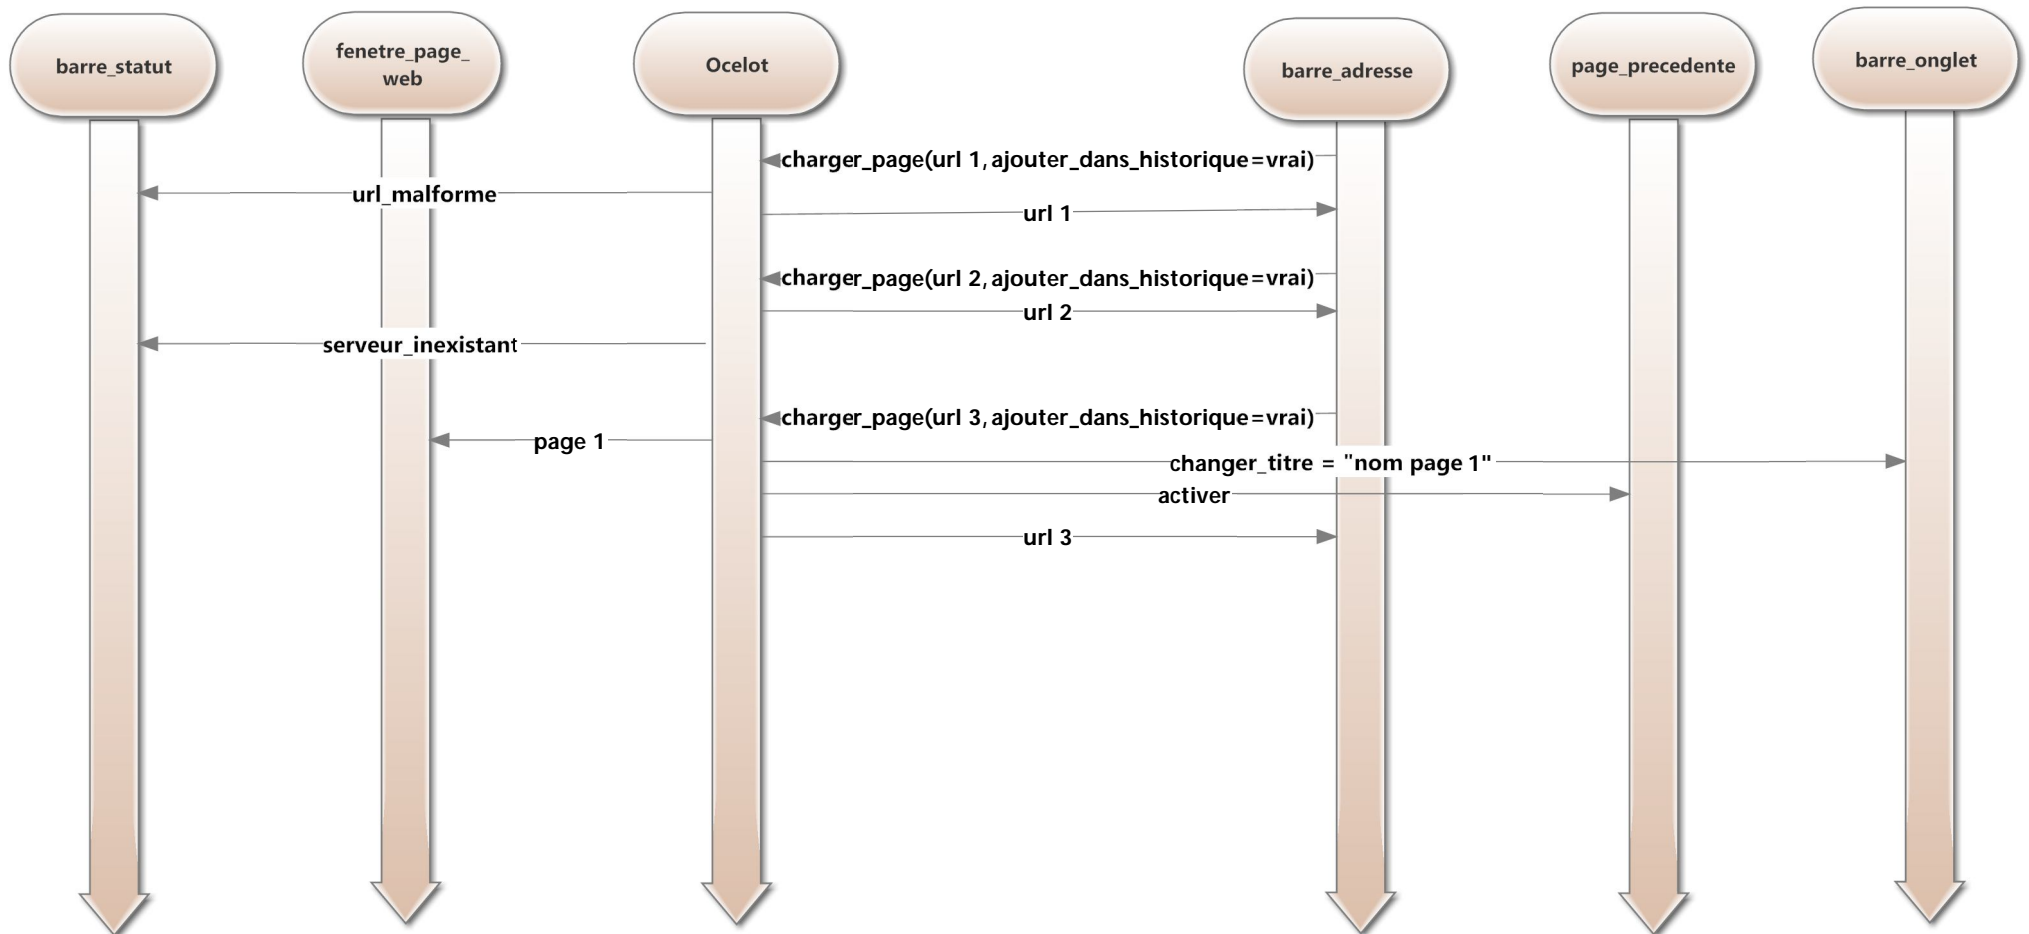 barre_statut
fenetre_page_
web
Ocelot
barre_adresse
page_precedente
barre_onglet
charger_page(url 1, ajouter_dans_historique=vrai)
url_malforme
url 1
charger_page(url 2, ajouter_dans_historique=vrai)
url 2
serveur_inexistant
charger_page(url 3, ajouter_dans_historique=vrai)
page 1
changer_titre = "nom page 1"
activer
url 3